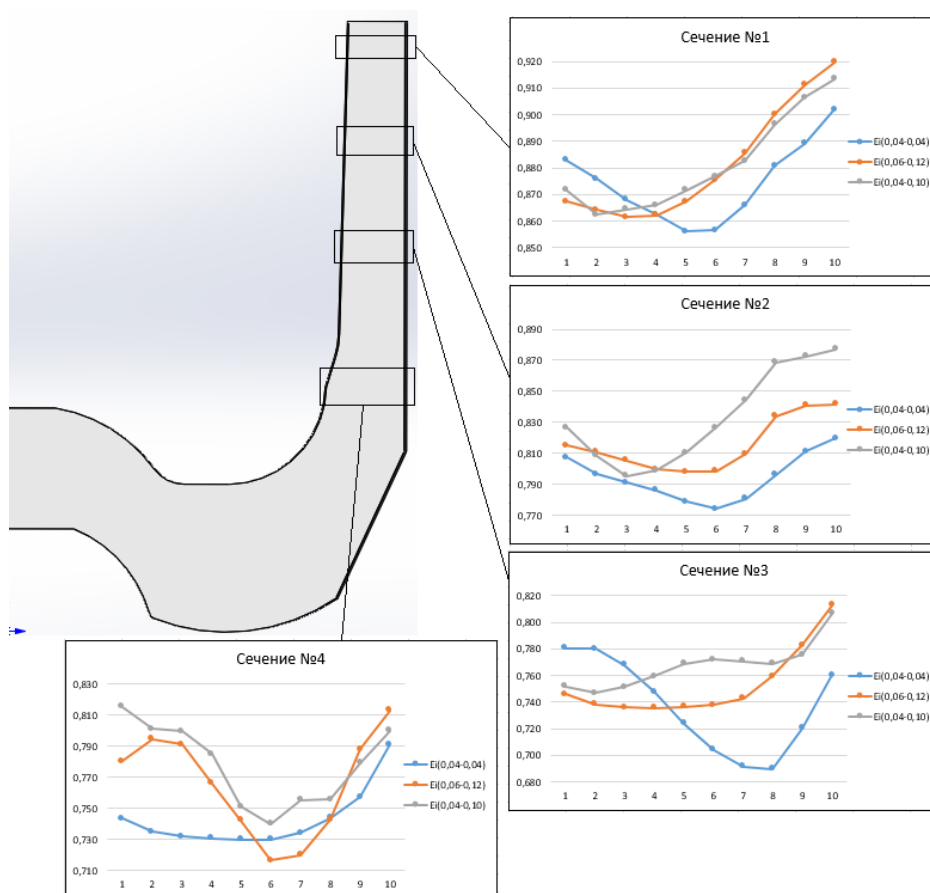 Сечение №1
0,920
0,910
0,900
0,890
0,880
0,870
0,860
0,850
1 2 3 4 5 6 7 8 9 10
Ei(0,04-0,04)
Ei(0,06-0,12)
Ei(0,04-0,10)
Сечение №2
0,890
0,870
0,850
0,830
0,810
0,790
0,770
1 2 3 4 5 6 7 8 9 10
Ei(0,04-0,04)
Ei(0,06-0,12)
Ei(0,04-0,10)
Сечение №3
0,820
0,800
0,780
0,760
0,740
0,720
0,700
0,680
1 2 3 4 5 6 7 8 9 10
Ei(0,04-0,04)
Ei(0,06-0,12)
Ei(0,04-0,10)
Сечение №4
0,830
0,810
0,790
0,770
0,750
0,730
0,710
1 2 3 4 5 6 7 8 9 10
Ei(0,04-0,04)
Ei(0,06-0,12)
Ei(0,04-0,10)